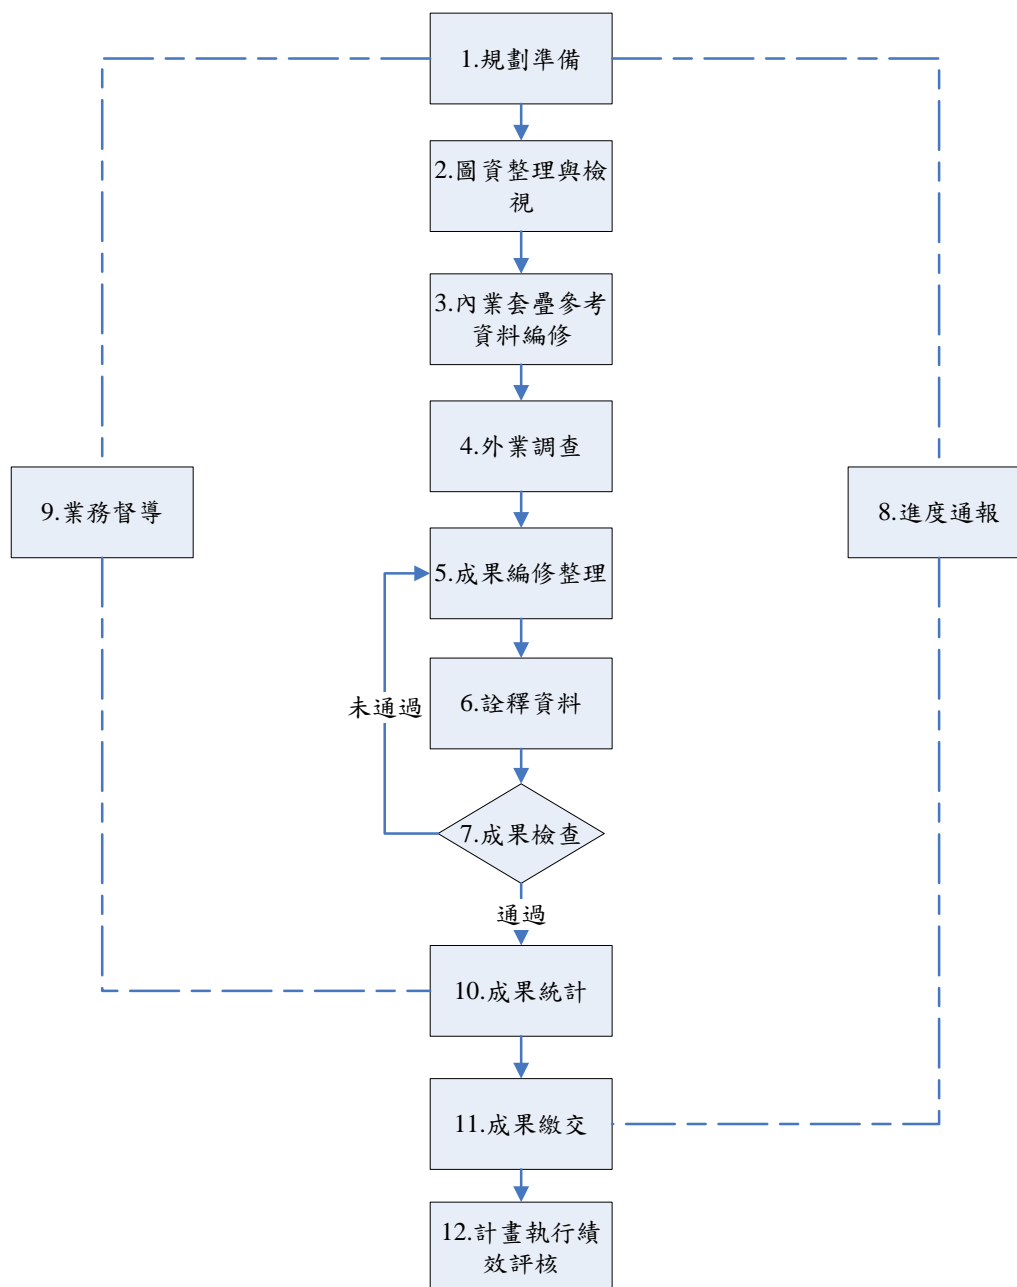 1.規劃準備
2.圖資整理與檢
視
3.內業套疊參考
資料編修
4.外業調查
9.業務督導
8.進度通報
5.成果編修整理
未通過
6.詮釋資料
7.成果檢查
通過
10.成果統計
11.成果繳交
12.計畫執行績
效評核